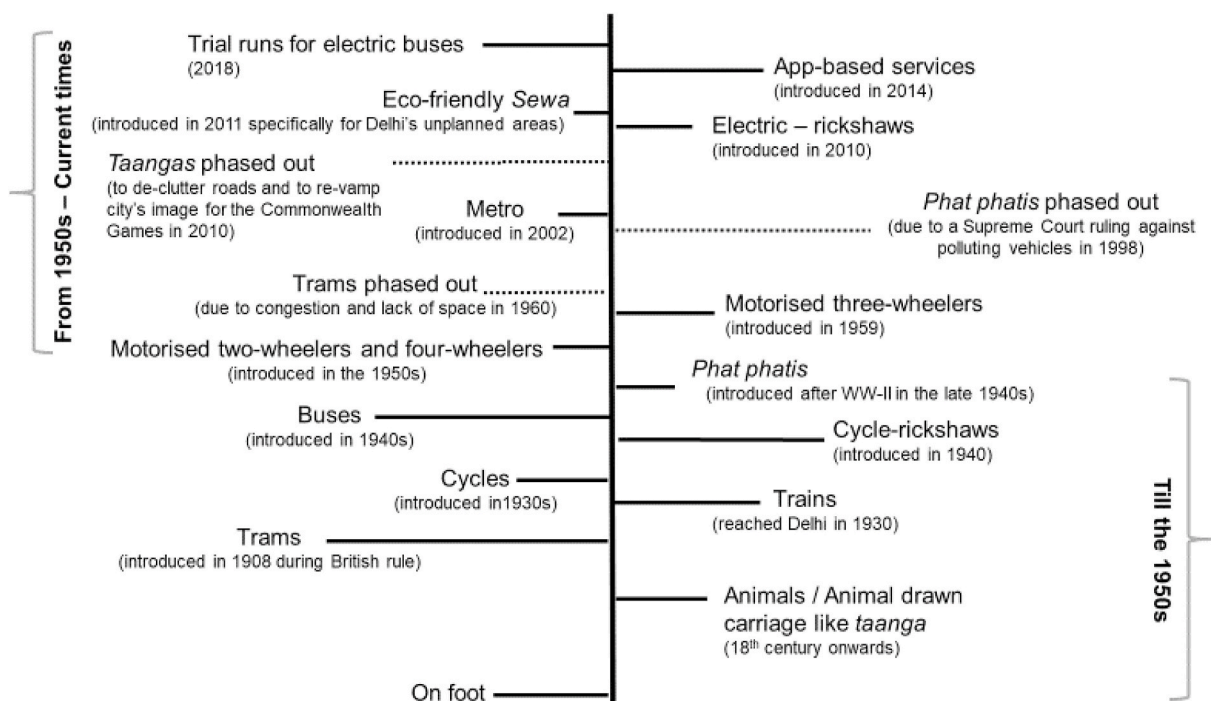 From 1950s – Current times
Trial runs for electric buses
(2018)
App-based services
(introduced in 2014)
Eco-friendly Sewa
(introduced in 2011 specifically for Delhi's unplanned areas)
Electric – rickshaws
(introduced in 2010)
Taangas phased out
(to de-clutter roads and to re-vamp
city's image for the Commonwealth
Games in 2010)
Metro
(introduced in 2002)
Phat phatis phased out
(due to a Supreme Court ruling against
polluting vehicles in 1998)
Trams phased out
(due to congestion and lack of space in 1960)
Motorised three-wheelers
(introduced in 1959)
Motorised two-wheelers and four-wheelers
(introduced in the 1950s)
Phat phatis
(introduced after WW-II in the late 1940s)
Buses
(introduced in 1940s)
Cycle-rickshaws
(introduced in 1940)
Cycles
(introduced in1930s)
Trains
(reached Delhi in 1930)
Till the 1950s
Trams
(introduced in 1908 during British rule)
Animals / Animal drawn
carriage like taanga
(18th century onwards)
On foot